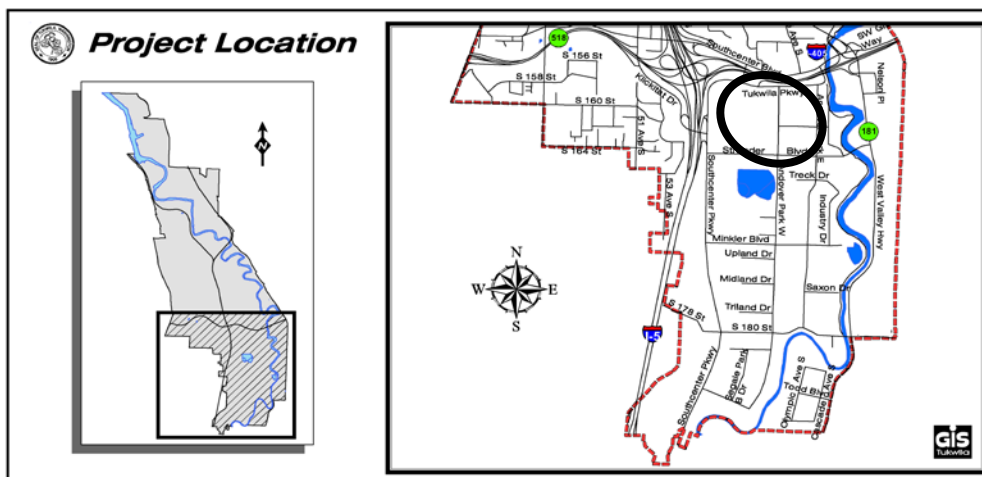 Project Location
N
518
S 156 St
S 158 St
S 160 St
S 164 St
Klickitat Dr
51 Ave S
53 Ave S
Southcenter Blvd
Ave S
I-405
SW
Way
Nelson Pl
Tukwila Pkwy
181
Blvd
Treck Dr
Southcenter Pkwy
Park W
Industry Dr
West Valley Hwy
Minkler Blvd
Upland Dr
Midland Dr
Saxon Dr
Triland Dr
S 178 St
S 180 St
I-5
Southcenter Pkwy
Segale Park
B Dr
Olympic Ave S
Todd Blvd
Cascade Ave S
N
W
E
S
GIS
Tukwila